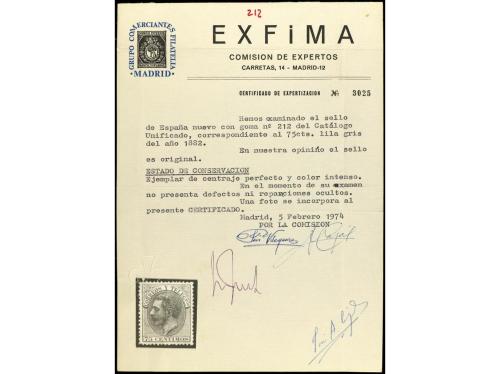 212
GRUPO COMERCIANTES FILATELIA
MADRID
EXFiMA
COMISION DE EXPERTOS
CARRETAS, 14 - MADRID-12
CERTIFICADO DE EXPERTIZACION № 3025
Hemos examinado el sello
de España nuevo con goma nº 212 del Catálogo
Unificado, correspondiente al 75cts. lila gris
del año 1882.
En nuestra opinión el sello
es original.
ESTADO DE CONSERVACION
Ejemplar de centraje perfecto y color intenso.
En el momento de su examen
no presenta defectos ni reparaciones ocultos.
Una foto se incorpora al
presente CERTIFICADO.
Madrid, 5 Febrero 1974
POR LA COMISION
CORREOS Y TELEGFOS
75 CENTIMOS